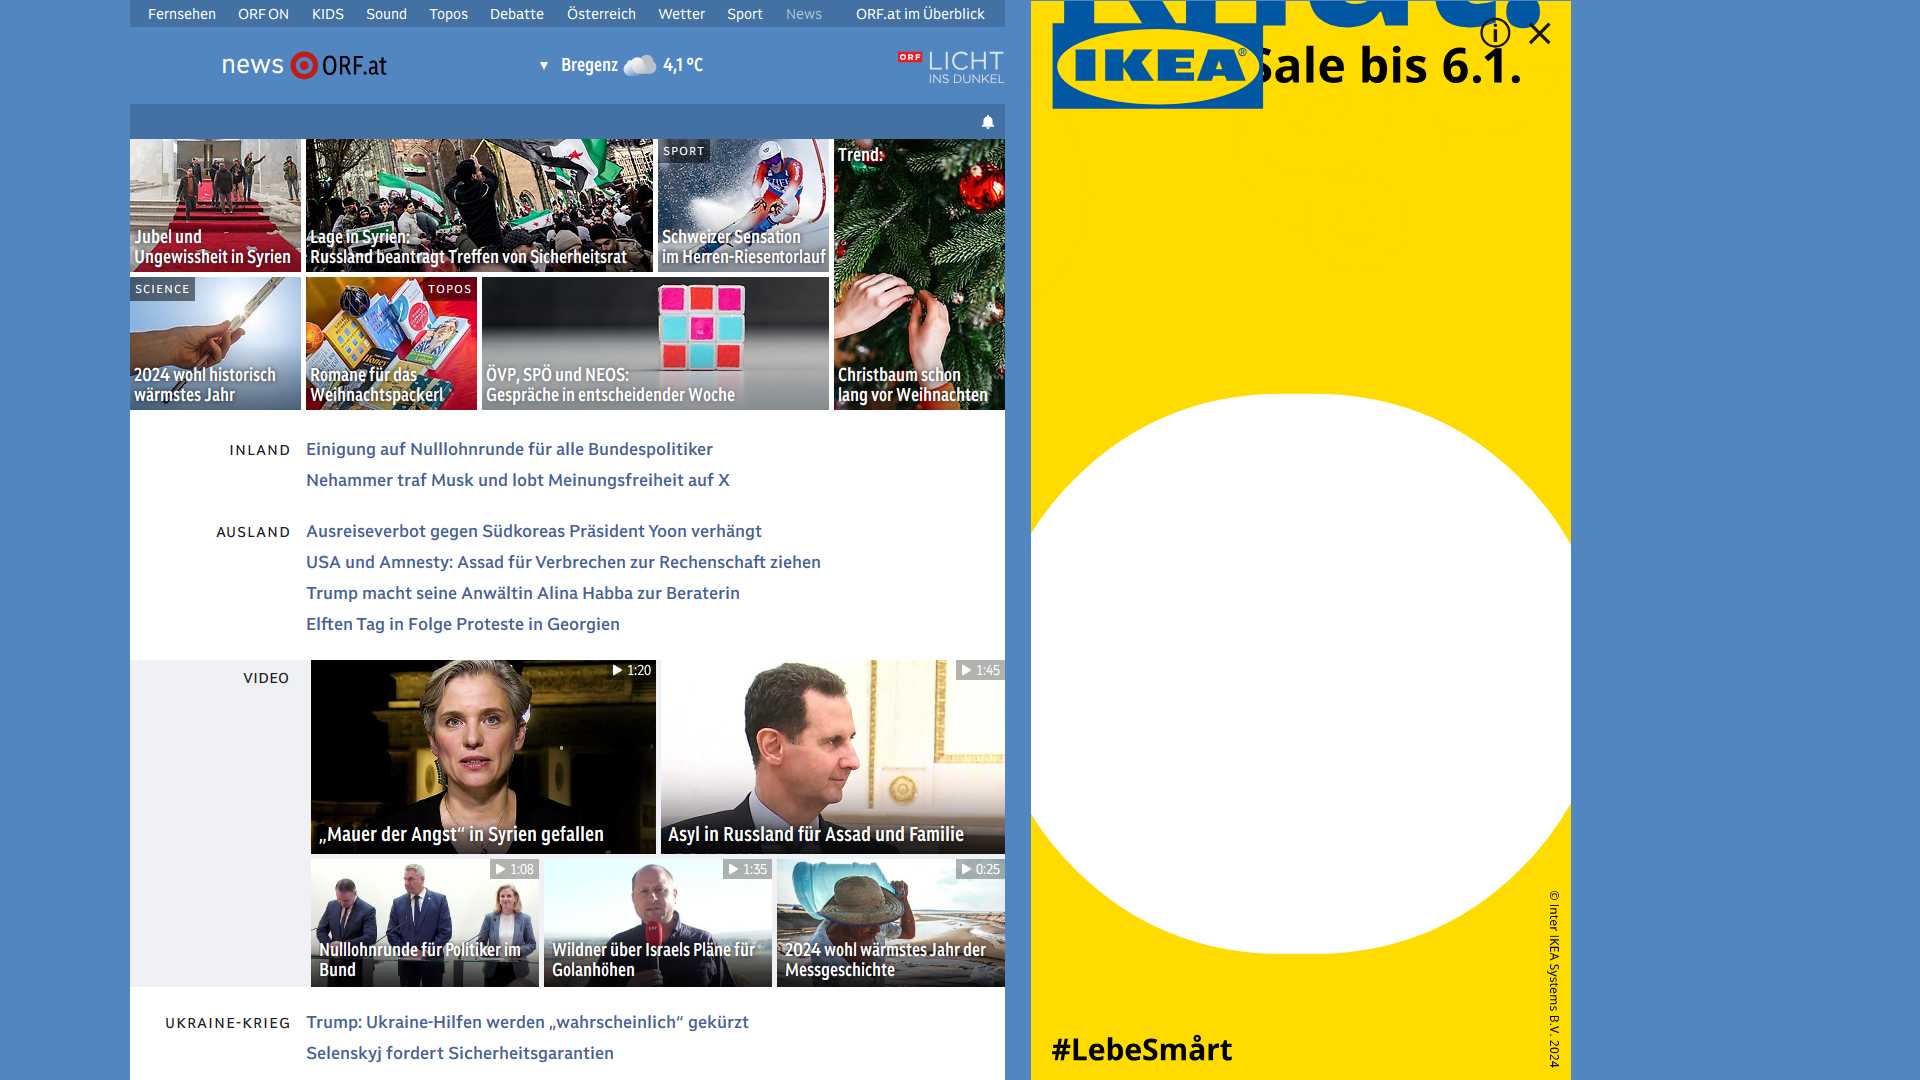 Fernsehen ORF ON KIDS Sound Topos Debatte Österreich Wetter Sport News ORF.at im Überblick
news ORF.at
▼ Bregenz 4,1 °C
ORF LICHT
INS DUNKEL
Jubel und
Ungewissheit in Syrien
Lage in Syrien:
Russland beantragt Treffen von Sicherheitsrat
SPORT
Schweizer Sensation
im Herren-Riesentorlauf
Trend:
Christbaum schon
lang vor Weihnachten
SCIENCE
2024 wohl historisch
wärmstes Jahr
TOPOS
Romane für das
Weihnachtspackerl
ÖVP, SPÖ und NEOS:
Gespräche in entscheidender Woche
INLAND
Einigung auf Nulllohnrunde für alle Bundespolitiker
Nehammer traf Musk und lobt Meinungsfreiheit auf X
AUSLAND
Ausreiseverbot gegen Südkoreas Präsident Yoon verhängt
USA und Amnesty: Assad für Verbrechen zur Rechenschaft ziehen
Trump macht seine Anwältin Alina Habba zur Beraterin
Elften Tag in Folge Proteste in Georgien
VIDEO
1:20
„Mauer der Angst“ in Syrien gefallen
1:45
Asyl in Russland für Assad und Familie
1:08
Nulllohnrunde für Politiker im
Bund
1:35
Wildner über Israels Pläne für
Golanhöhen
0:25
2024 wohl wärmstes Jahr der
Messgeschichte
UKRAINE-KRIEG
Trump: Ukraine-Hilfen werden „wahrscheinlich“ gekürzt
Selenskyj fordert Sicherheitsgarantien
IKEA®
Sale bis 6.1.
#LebeSmårt
© Inter IKEA Systems B.V. 2024